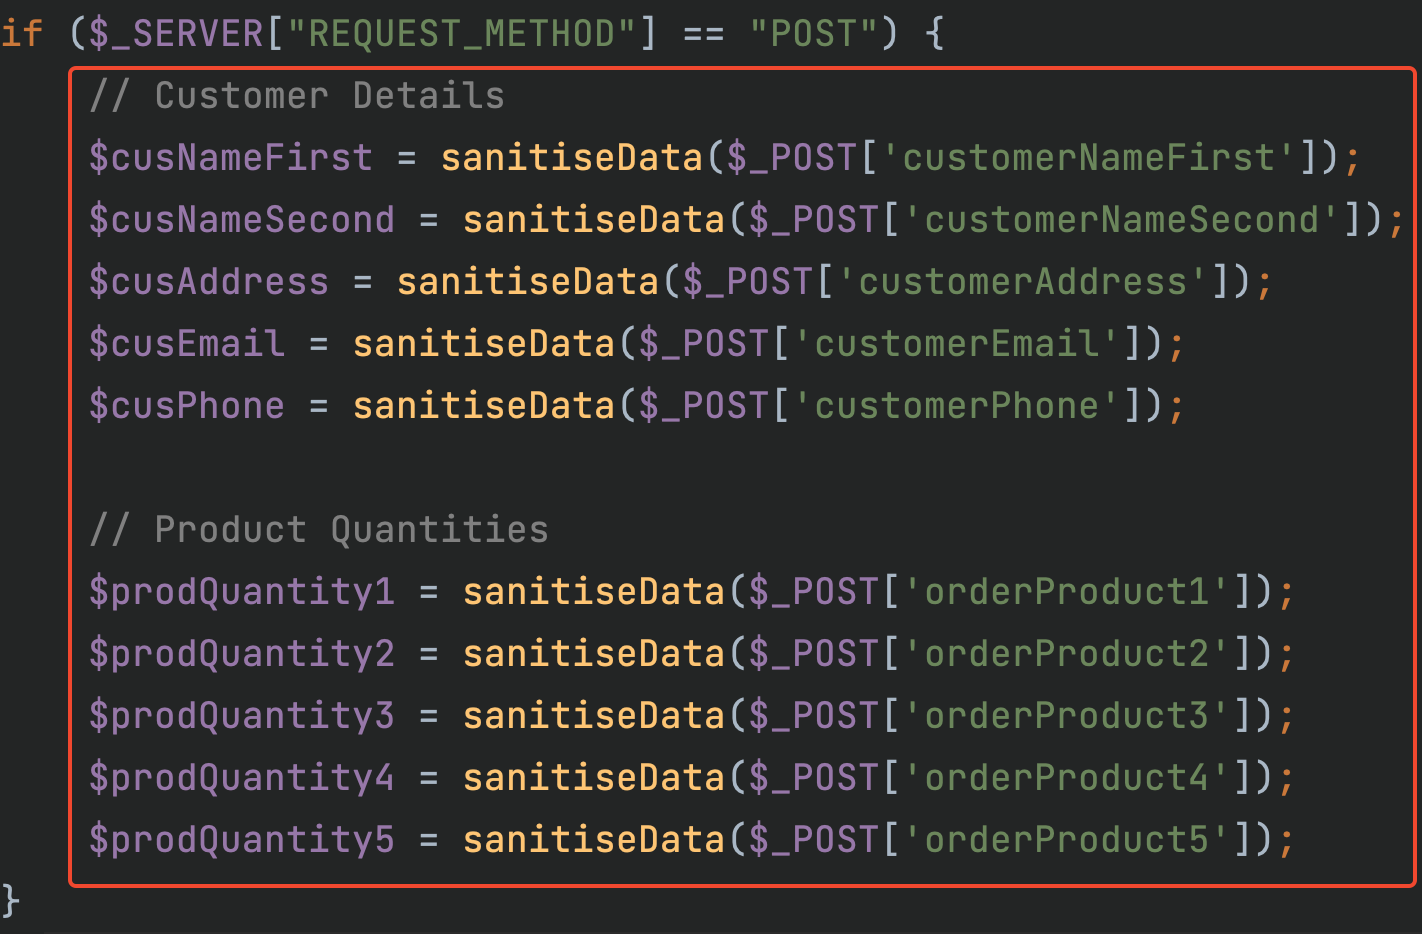 if ($_SERVER["REQUEST_METHOD"] == "POST") {
// Customer Details
$cusNameFirst = sanitiseData($_POST['customerNameFirst']);
$cusNameSecond = sanitiseData($_POST['customerNameSecond']);
$cusAddress = sanitiseData($_POST['customerAddress']);
$cusEmail = sanitiseData($_POST['customerEmail']);
$cusPhone = sanitiseData($_POST['customerPhone']);
// Product Quantities
$prodQuantity1 = sanitiseData($_POST['orderProduct1']);
$prodQuantity2 = sanitiseData($_POST['orderProduct2']);
$prodQuantity3 = sanitiseData($_POST['orderProduct3']);
$prodQuantity4 = sanitiseData($_POST['orderProduct4']);
$prodQuantity5 = sanitiseData($_POST['orderProduct5']);
}